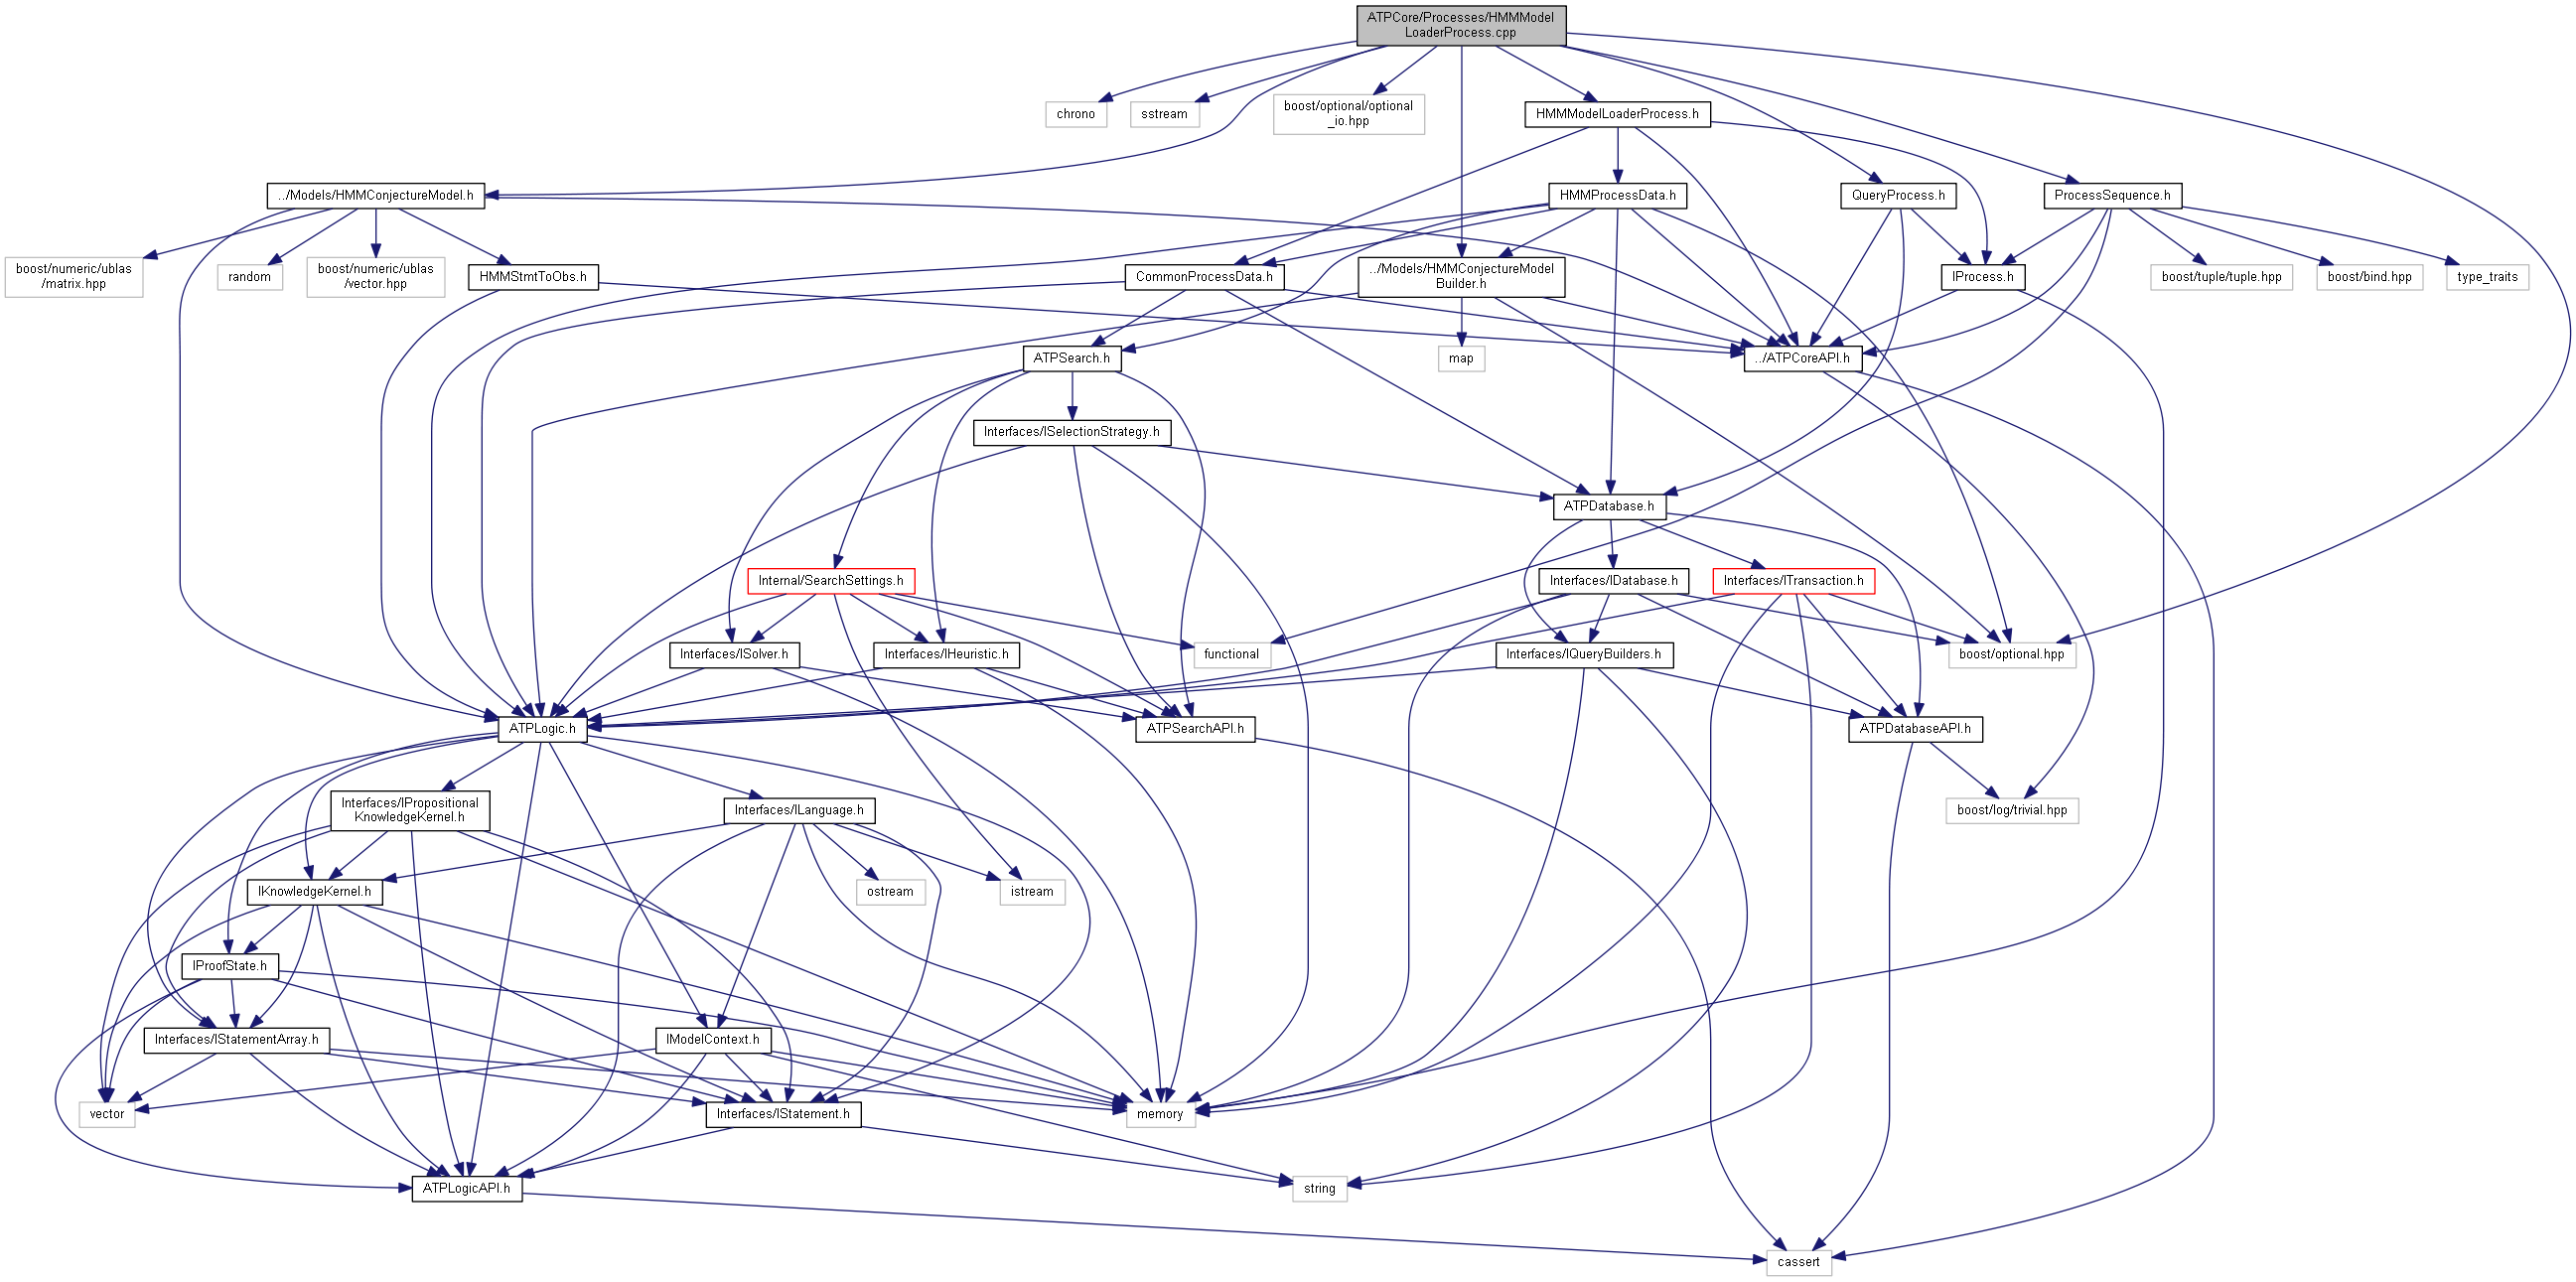 ATPCore/Processes/HMMModel
LoaderProcess.cpp
chrono
sstream
boost/optional/optional
_io.hpp
HMMModelLoaderProcess.h
../Models/HMMConjectureModel.h
HMMProcessData.h
QueryProcess.h
ProcessSequence.h
boost/numeric/ublas
/matrix.hpp
random
boost/numeric/ublas
/vector.hpp
HMMStmtToObs.h
CommonProcessData.h
../Models/HMMConjectureModel
Builder.h
IProcess.h
boost/tuple/tuple.hpp
boost/bind.hpp
type_traits
ATPSearch.h
map
../ATPCoreAPI.h
Interfaces/ISelectionStrategy.h
ATPDatabase.h
Internal/SearchSettings.h
Interfaces/IDatabase.h
Interfaces/ITransaction.h
Interfaces/ISolver.h
Interfaces/IHeuristic.h
functional
Interfaces/IQueryBuilders.h
boost/optional.hpp
ATPLogic.h
ATPSearchAPI.h
ATPDatabaseAPI.h
Interfaces/IPropositional
KnowledgeKernel.h
Interfaces/ILanguage.h
boost/log/trivial.hpp
IKnowledgeKernel.h
ostream
istream
IProofState.h
Interfaces/IStatementArray.h
IModelContext.h
vector
Interfaces/IStatement.h
memory
ATPLogicAPI.h
string
cassert